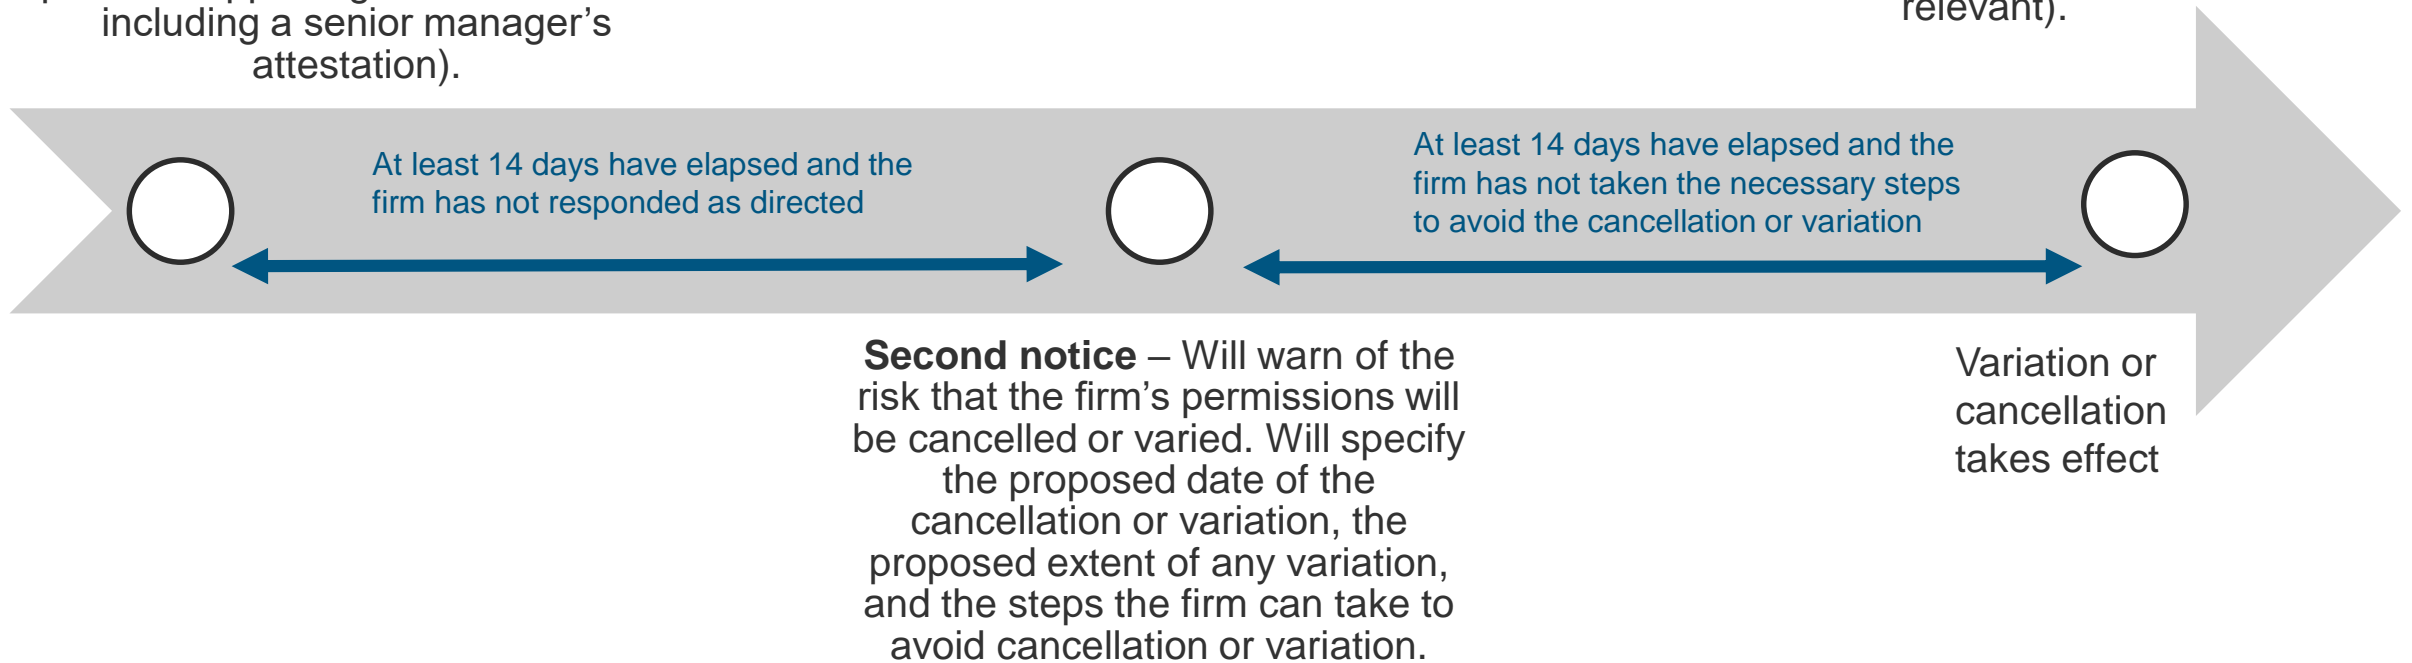 including a senior manager’s
attestation).
relevant).
At least 14 days have elapsed and the
firm has not responded as directed
At least 14 days have elapsed and the
firm has not taken the necessary steps
to avoid the cancellation or variation
Second notice – Will warn of the
risk that the firm’s permissions will
be cancelled or varied. Will specify
the proposed date of the
cancellation or variation, the
proposed extent of any variation,
and the steps the firm can take to
avoid cancellation or variation.
Variation or
cancellation
takes effect